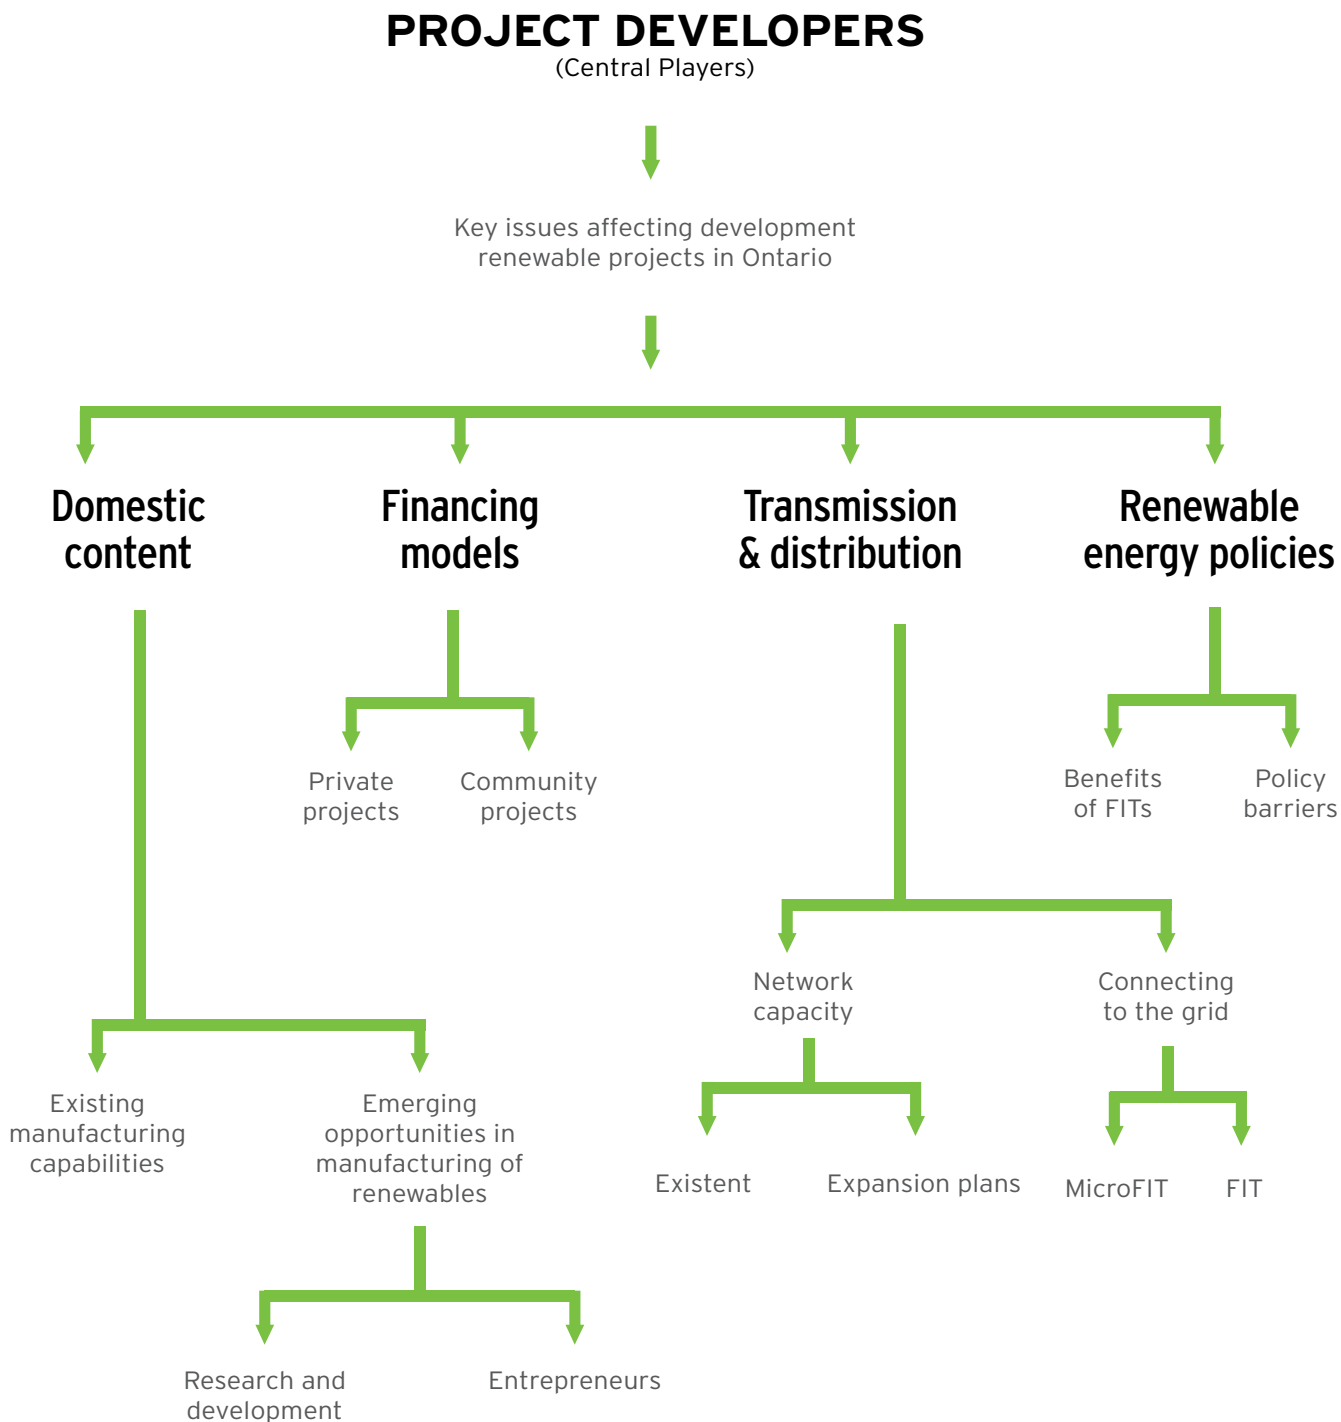 PROJECT DEVELOPERS
(Central Players)
Key issues affecting development
renewable projects in Ontario
Domestic
content
Financing
models
Transmission
& distribution
Renewable
energy policies
Private
projects
Community
projects
Benefits
of FITs
Policy
barriers
Network
capacity
Connecting
to the grid
Existing
manufacturing
capabilities
Emerging
opportunities in
manufacturing of
renewables
Existent
Expansion plans
MicroFIT
FIT
Research and
development
Entrepreneurs